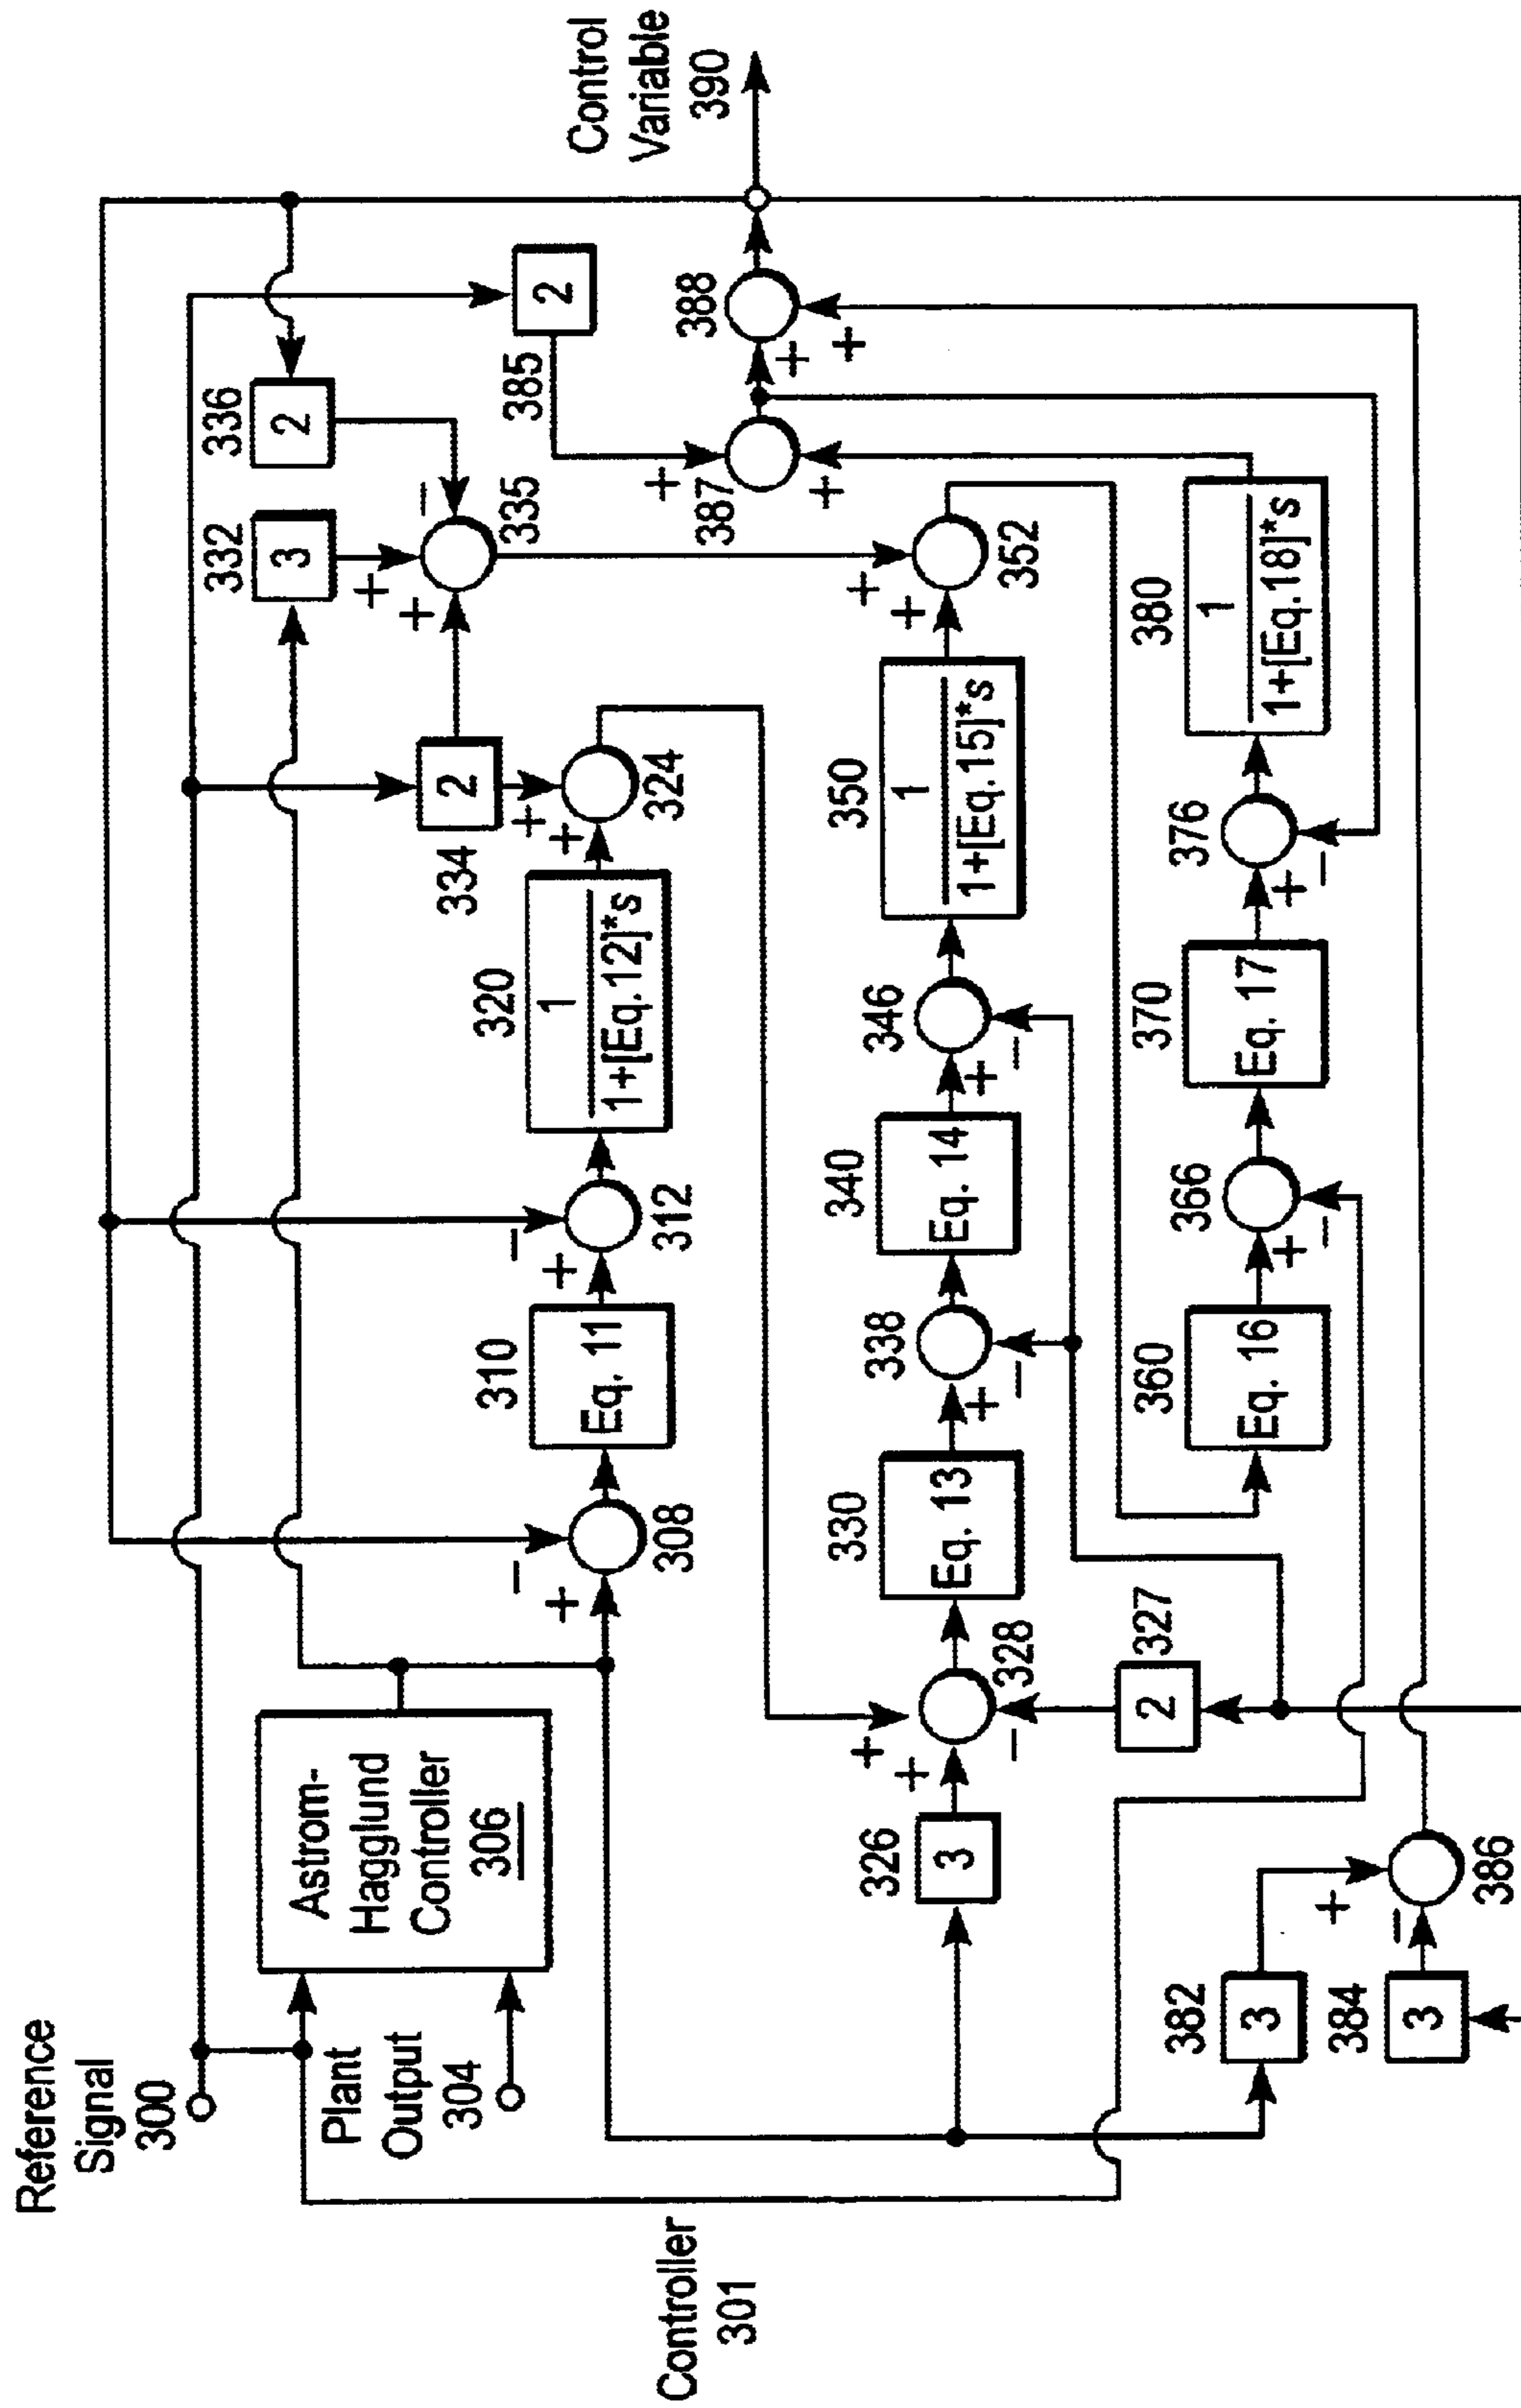 Reference
Signal
300
Plant
Output
304
Controller
301
Astrom-
Hagglund
Controller
306
308
− +
310
Eq. 11
312
− +
320
1
1+[Eq.12]*s
324
+ +
334
2
332
3
336
2
335
+ + −
385
2
326
3
328
+ + −
327
2
330
Eq. 13
338
+ −
340
Eq. 14
346
+ −
350
1
1+[Eq.15]*s
352
+ +
360
Eq. 16
366
+ −
370
Eq. 17
376
+ −
380
1
1+[Eq.18]*s
382
3
384
3
386
+ −
387
+ +
388
+ +
Control
Variable
390